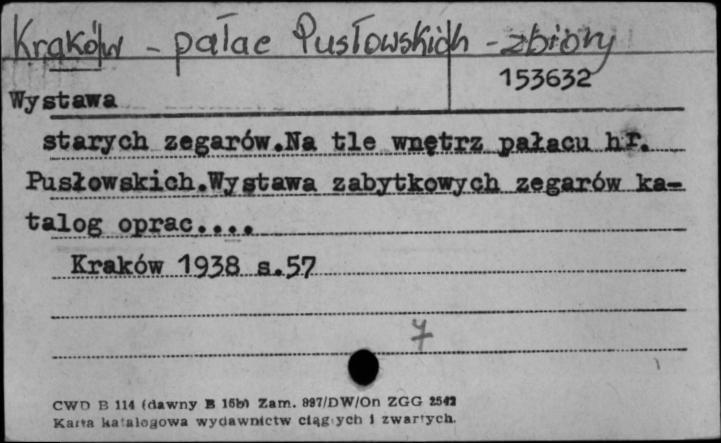 Kraków - pałac Pusłowskich - zbiory
153632
Wystawa
starych zegarów.Na tle wnętrz pałacu hr.
Pusłowskich.Wystawa zabytkowych zegarów ka-
talog oprac....
Kraków 1938 s.57
7
CWD B 114 (dawny B 16b) Zam. 897/DW/On ZGG 2542
Karta katalogowa wydawnictw ciągłych i zwartych.